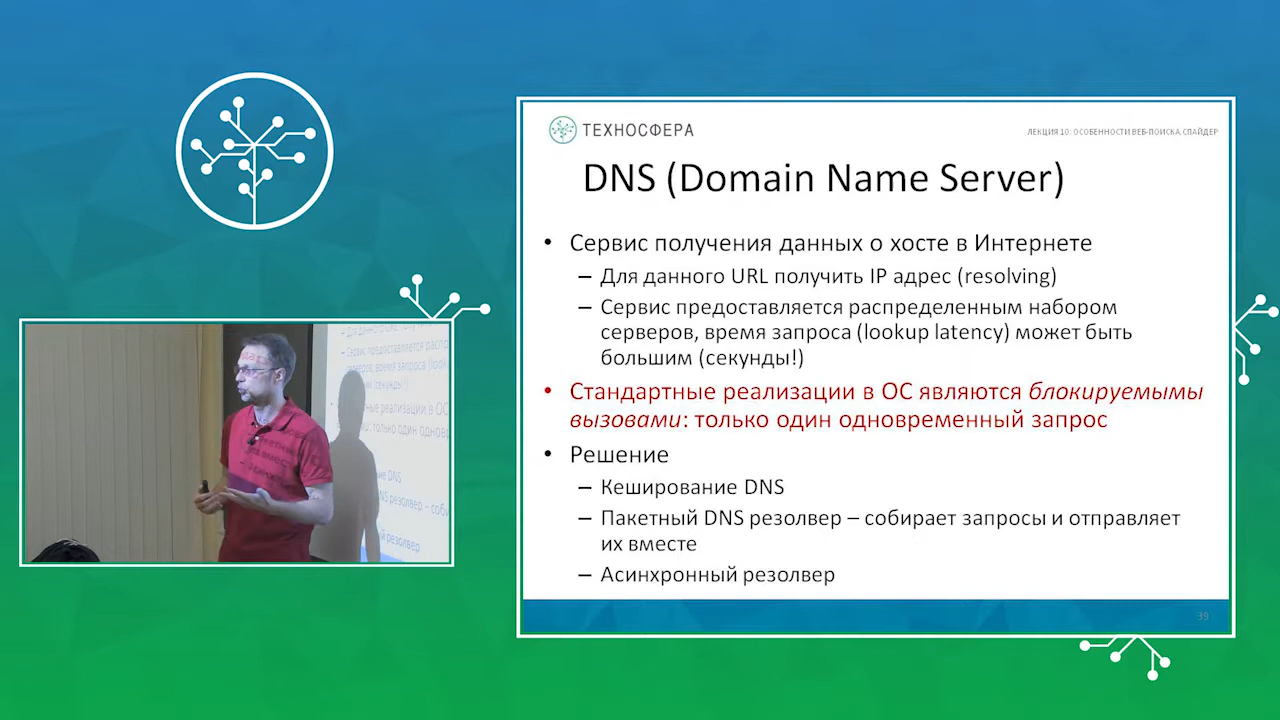 ТЕХНОСФЕРА
ЛЕКЦИЯ 10: ОСОБЕННОСТИ ВЕБ-ПОИСКА. СПАЙДЕР
DNS (Domain Name Server)
• Сервис получения данных о хосте в Интернете
– Для данного URL получить IP адрес (resolving)
– Сервис предоставляется распределенным набором
серверов, время запроса (lookup latency) может быть
большим (секунды!)
• Стандартные реализации в ОС являются блокируемымы
вызовами: только один одновременный запрос
• Решение
– Кеширование DNS
– Пакетный DNS резолвер – собирает запросы и отправляет
их вместе
– Асинхронный резолвер
39